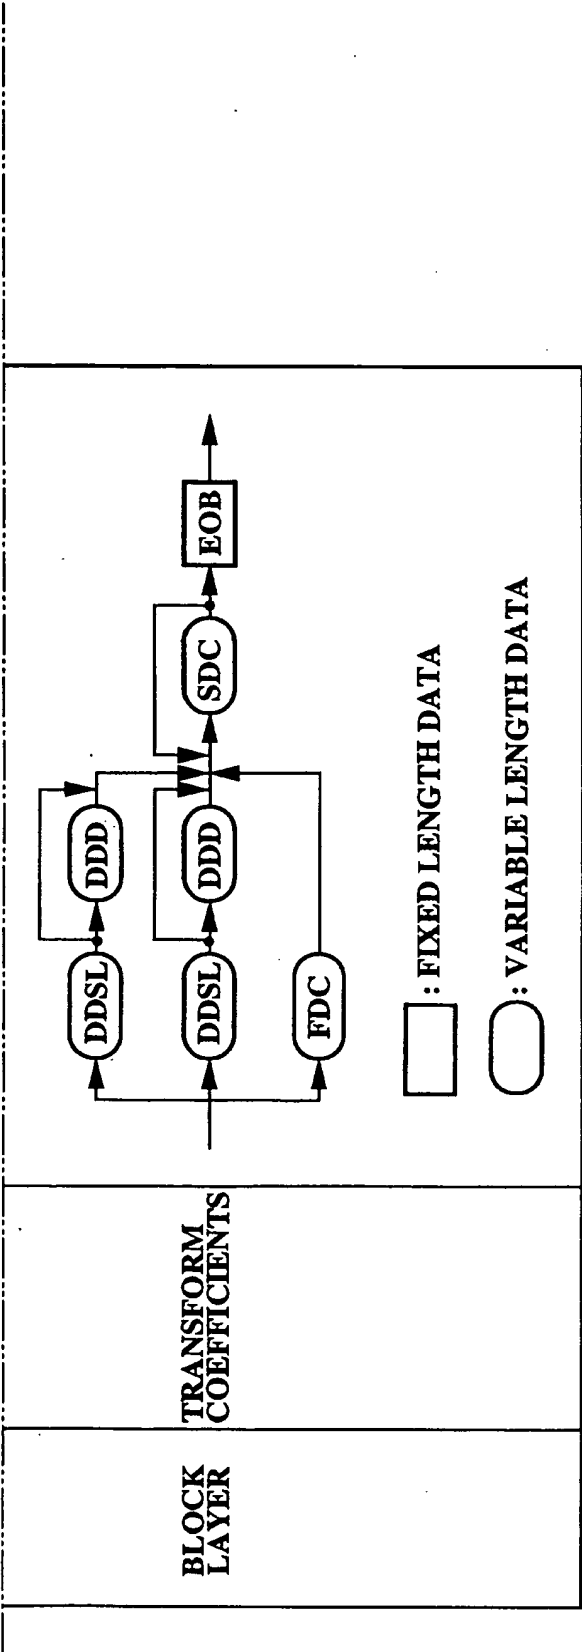 BLOCK
LAYER
TRANSFORM
COEFFICIENTS
DDSL
DDD
DDSL
DDD
SDC
EOB
FDC
: FIXED LENGTH DATA
: VARIABLE LENGTH DATA